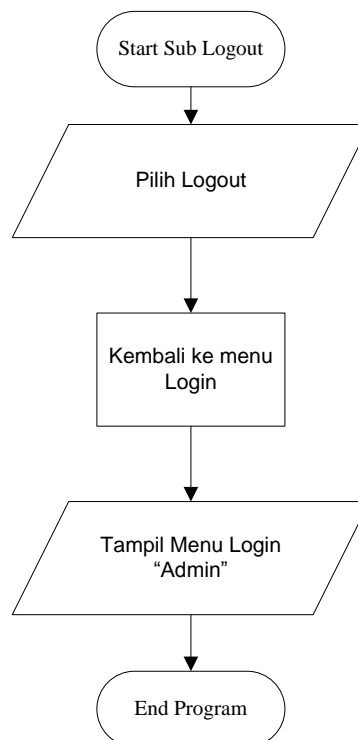 Start Sub Logout
Pilih Logout
Kembali ke menu
Login
Tampil Menu Login
“Admin”
End Program